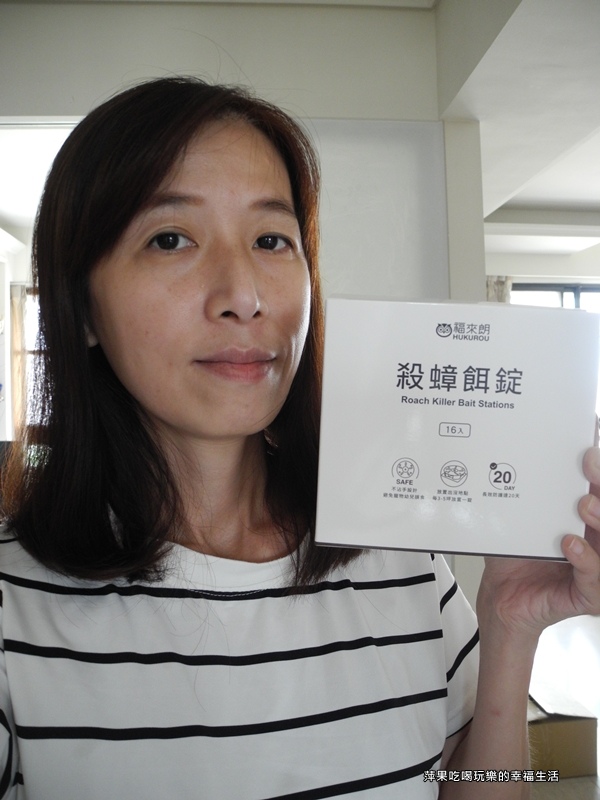 福來朗
HUKUROU
殺蟑餌錠
Roach Killer Bait Stations
16入
SAFE
20
DAY
萍果吃喝玩樂的幸福生活